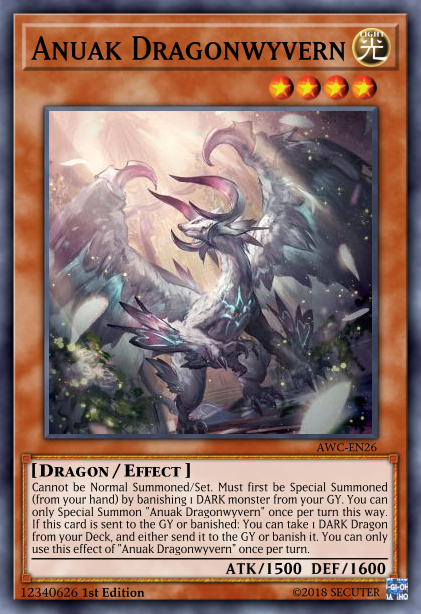 Anuak Dragonwyvern
LIGHT
光
AWC-EN26
[Dragon / Effect]
Cannot be Normal Summoned/Set. Must first be Special Summoned
(from your hand) by banishing 1 DARK monster from your GY. You can
only Special Summon "Anuak Dragonwyvern" once per turn this way.
If this card is sent to the GY or banished: You can take 1 DARK Dragon
from your Deck, and either send it to the GY or banish it. You can only
use this effect of "Anuak Dragonwyvern" once per turn.
ATK/1500 DEF/1600
12340626 1st Edition
©2018 SECUTER